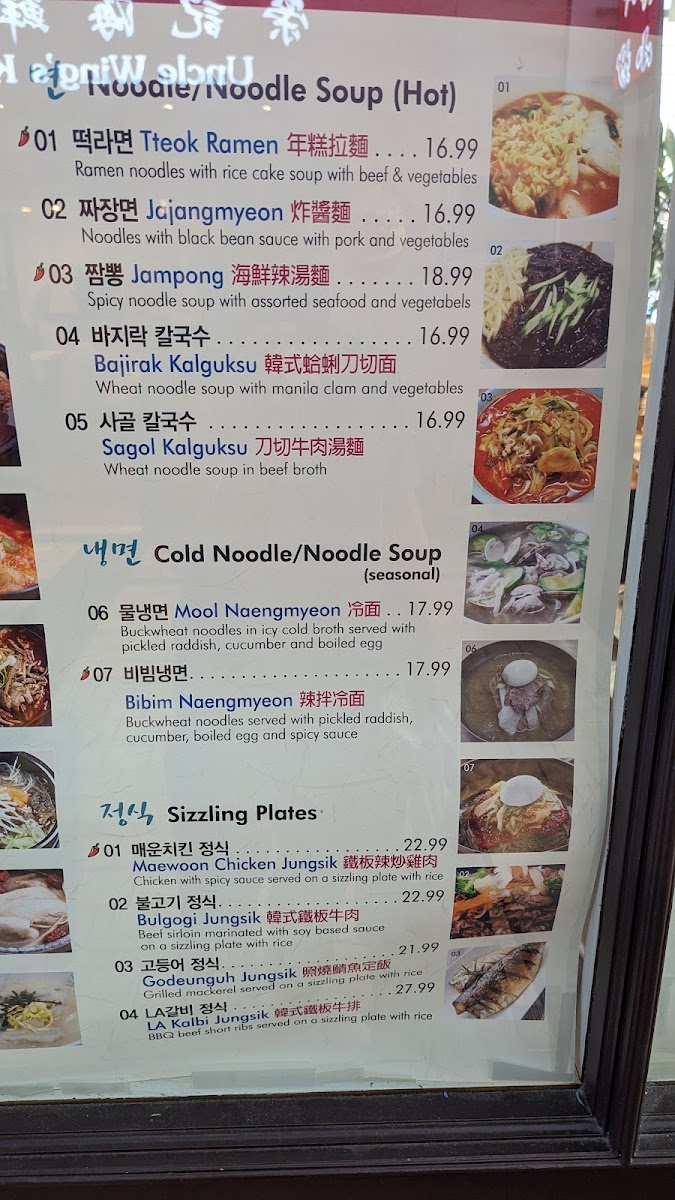 榮記海鮮
Uncle Wing's
면 Noodle/Noodle Soup (Hot)
01 떡라면 Tteok Ramen 年糕拉麵 .... 16.99
Ramen noodles with rice cake soup with beef & vegetables
02 짜장면 Jajangmyeon 炸醬麵 ..... 16.99
Noodles with black bean sauce with pork and vegetables
03 짬뽕 Jampong 海鮮辣湯麵 ....... 18.99
Spicy noodle soup with assorted seafood and vegetabels
04 바지락 칼국수 .................. 16.99
Bajirak Kalguksu 韓式蛤蜊刀切面
Wheat noodle soup with manila clam and vegetables
05 사골 칼국수 .................... 16.99
Sagol Kalguksu 刀切牛肉湯麵
Wheat noodle soup in beef broth
냉면 Cold Noodle/Noodle Soup
(seasonal)
06 물냉면 Mool Naengmyeon 冷面 .. 17.99
Buckwheat noodles in icy cold broth served with
pickled raddish, cucumber and boiled egg
07 비빔냉면....................... 17.99
Bibim Naengmyeon 辣拌冷面
Buckwheat noodles served with pickled raddish,
cucumber, boiled egg and spicy sauce
정식 Sizzling Plates
01 매운치킨 정식 .................. 22.99
Maewoon Chicken Jungsik 鐵板辣炒雞肉
Chicken with spicy sauce served on a sizzling plate with rice
02 불고기 정식.................... 22.99
Bulgogi Jungsik 韓式鐵板牛肉
Beef sirloin marinated with soy based sauce
on a sizzling plate with rice
03 고등어 정식.................... 21.99
Godeunguh Jungsik 照燒鯖魚定飯
Grilled mackerel served on a sizzling plate with rice
04 LA갈비 정식 ................... 27.99
LA Kalbi Jungsik 韓式鐵板牛排
BBQ beef short ribs served on a sizzling plate with rice
01
02
03
04
06
07
02
03